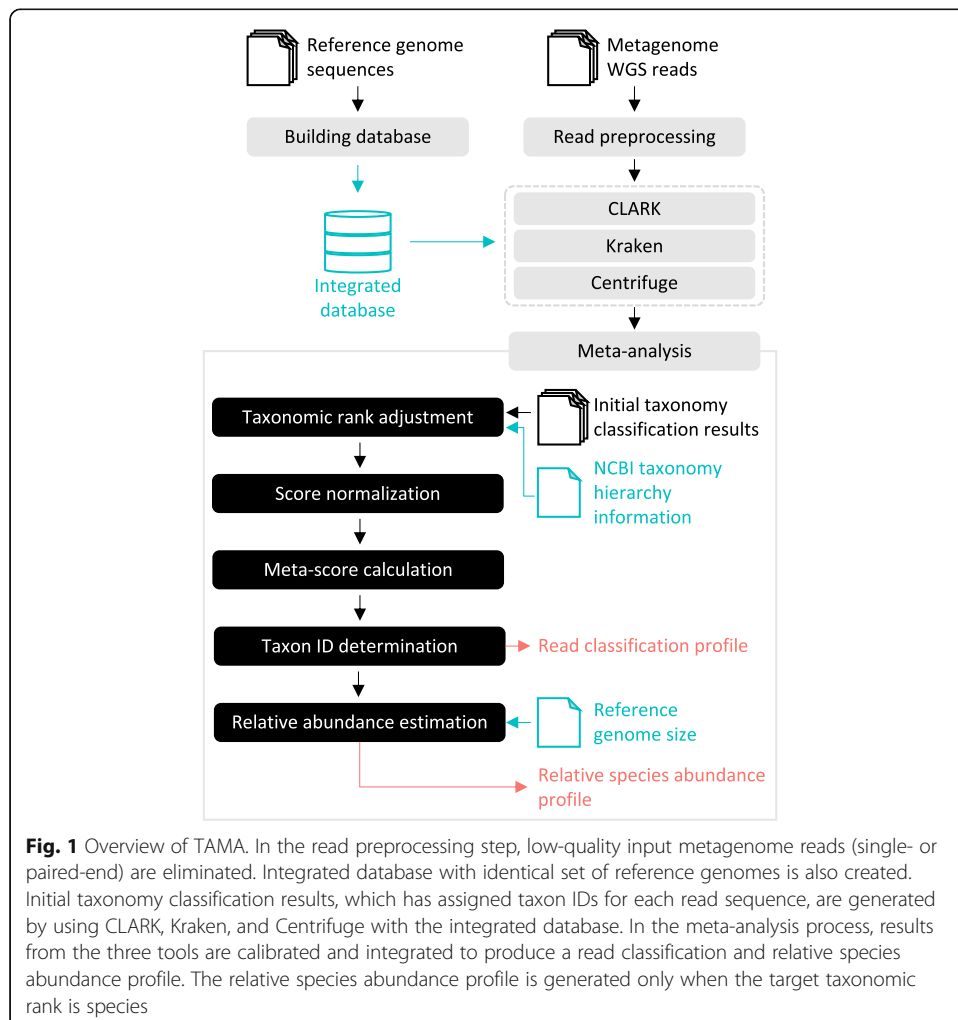 Reference genome
sequences
Metagenome
WGS reads
Building database
Read preprocessing
CLARK
Kraken
Centrifuge
Integrated
database
Meta-analysis
Taxonomic rank adjustment
Initial taxonomy
classification results
NCBI taxonomy
hierarchy
information
Score normalization
Meta-score calculation
Taxon ID determination
Read classification profile
Relative abundance estimation
Reference
genome size
Relative species abundance
profile
Fig. 1 Overview of TAMA. In the read preprocessing step, low-quality input metagenome reads (single- or
paired-end) are eliminated. Integrated database with identical set of reference genomes is also created.
Initial taxonomy classification results, which has assigned taxon IDs for each read sequence, are generated
by using CLARK, Kraken, and Centrifuge with the integrated database. In the meta-analysis process, results
from the three tools are calibrated and integrated to produce a read classification and relative species
abundance profile. The relative species abundance profile is generated only when the target taxonomic
rank is species